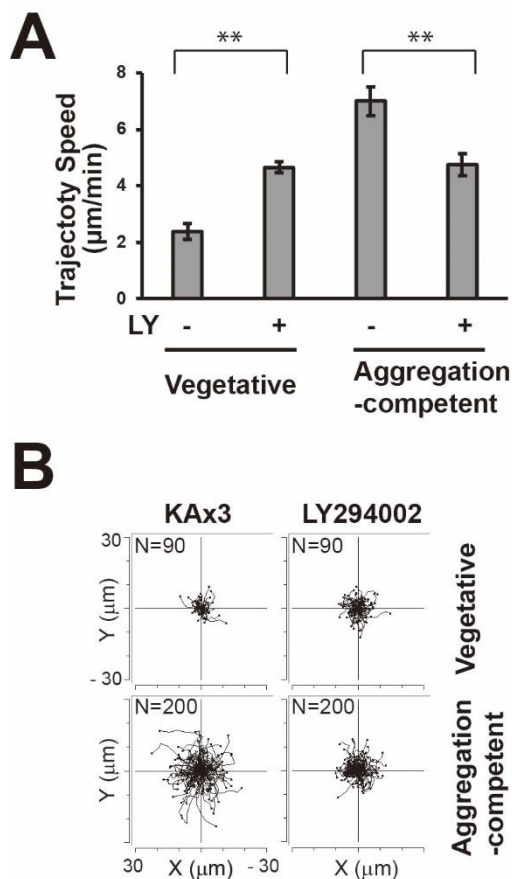 A
** **
Trajectoty Speed
(μm/min)
8
6
4
2
0
LY - + - +
Vegetative
Aggregation
-competent
B
KAx3 LY294002
30
N=90 N=90
Y (μm)
- 30
Vegetative
N=200 N=200
Y (μm)
Aggregation
-competent
30 - 30
X (μm) X (μm)